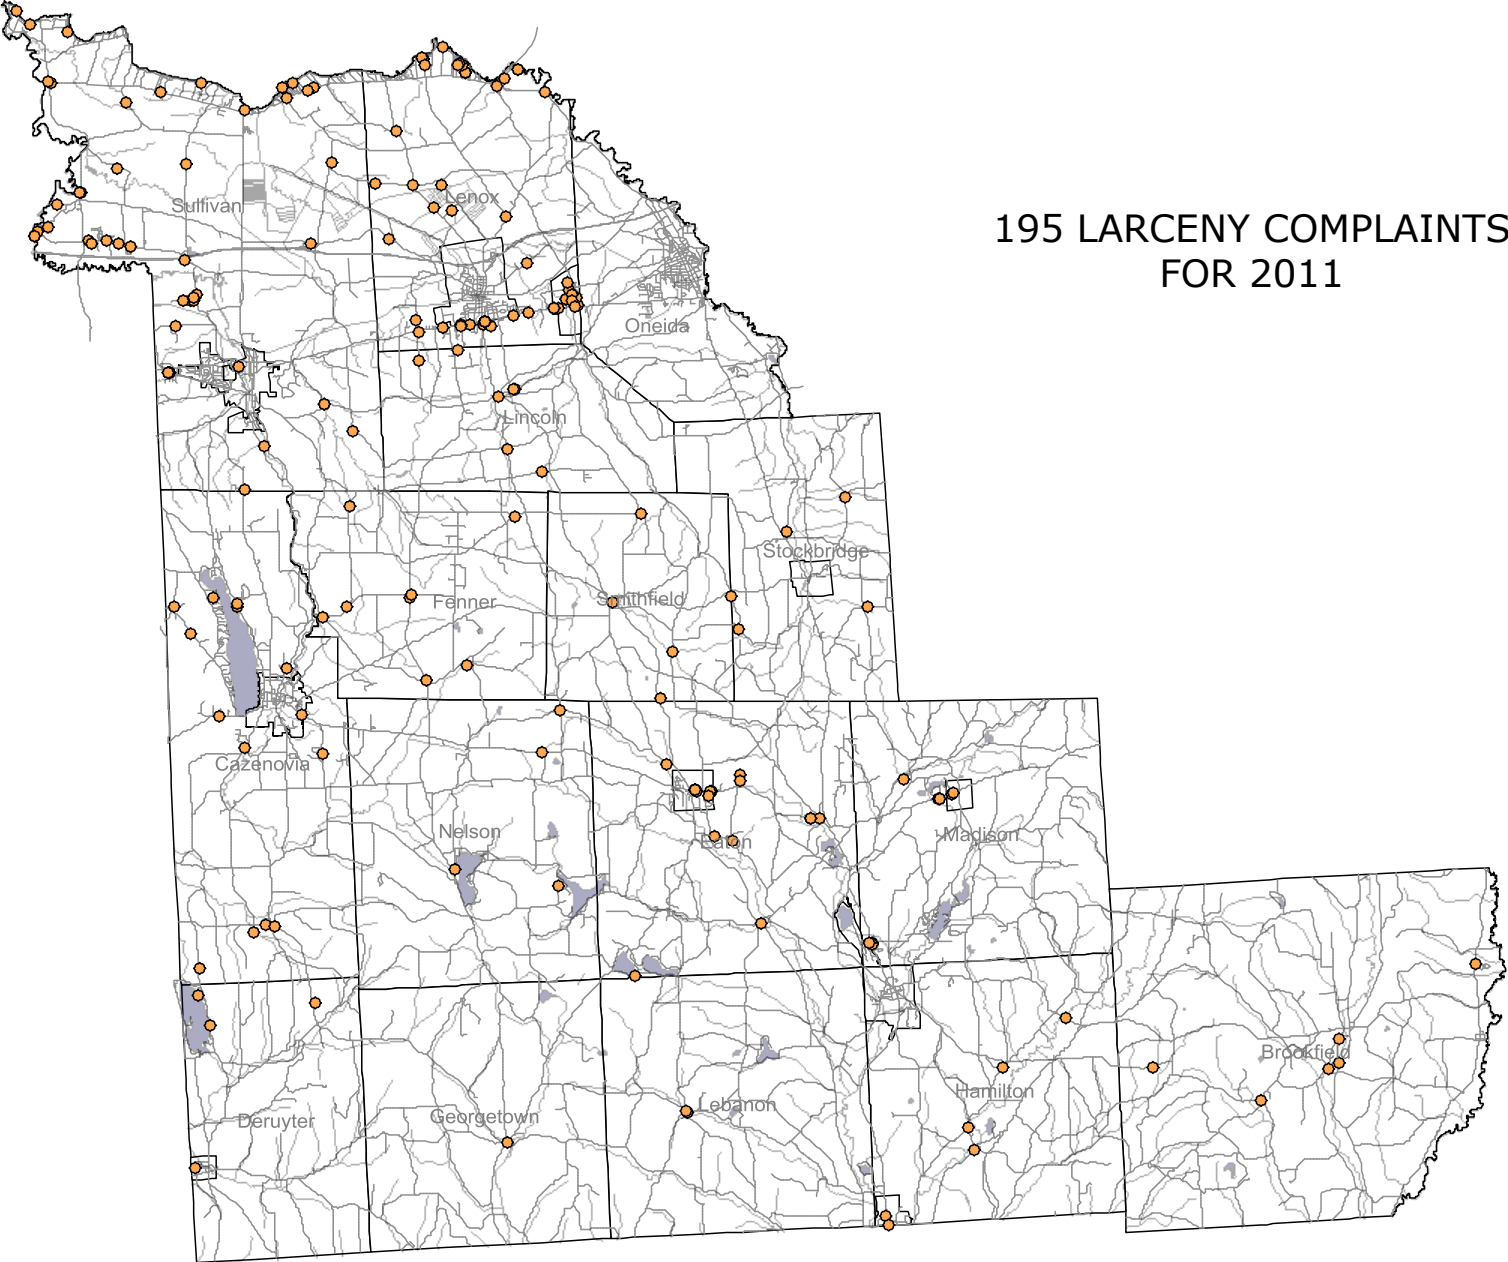 195 LARCENY COMPLAINTS
FOR 2011
Sullivan
Lenox
Oneida
Lincoln
Stockbridge
Fenner
Smithfield
Cazenovia
Nelson
Eaton
Madison
Brookfield
Hamilton
Lebanon
Georgetown
Deruyter